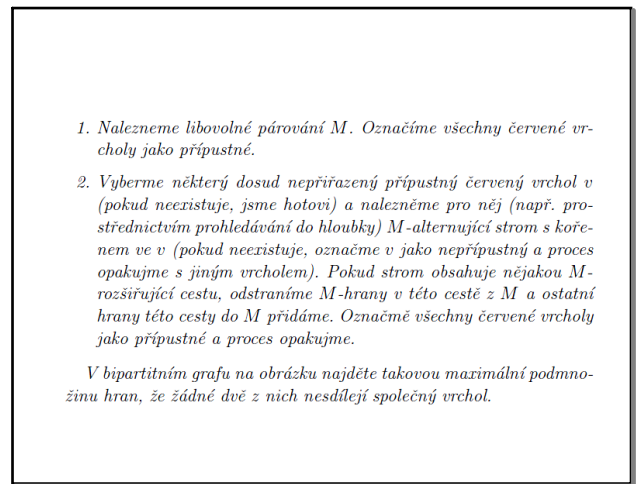 1. Nalezneme libovolné párování M. Označíme všechny červené vr-
choly jako přípustné.
2. Vyberme některý dosud nepřiřazený přípustný červený vrchol v
(pokud neexistuje, jsme hotovi) a nalezněme pro něj (např. pro-
střednictvím prohledávání do hloubky) M-alternující strom s koře-
nem ve v (pokud neexistuje, označme v jako nepřípustný a proces
opakujme s jiným vrcholem). Pokud strom obsahuje nějakou M-
rozšiřující cestu, odstraníme M-hrany v této cestě z M a ostatní
hrany této cesty do M přidáme. Označmě všechny červené vrcholy
jako přípustné a proces opakujme.
V bipartitním grafu na obrázku najděte takovou maximální podmno-
žinu hran, že žádné dvě z nich nesdílejí společný vrchol.